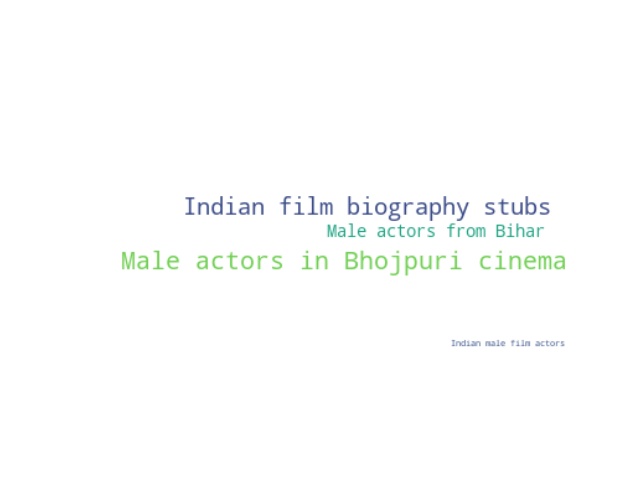 Indian film biography stubs
Male actors from Bihar
Male actors in Bhojpuri cinema
Indian male film actors